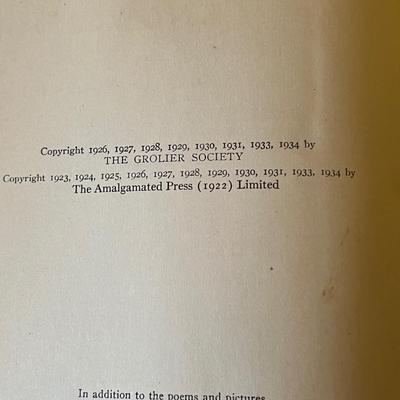 Copyright 1926, 1927, 1928, 1929, 1930, 1931, 1933, 1934 by
THE GROLIER SOCIETY
Copyright 1923, 1924, 1925, 1926, 1927, 1928, 1929, 1930, 1931, 1933, 1934 by
The Amalgamated Press (1922) Limited
In addition to the poems and pictures